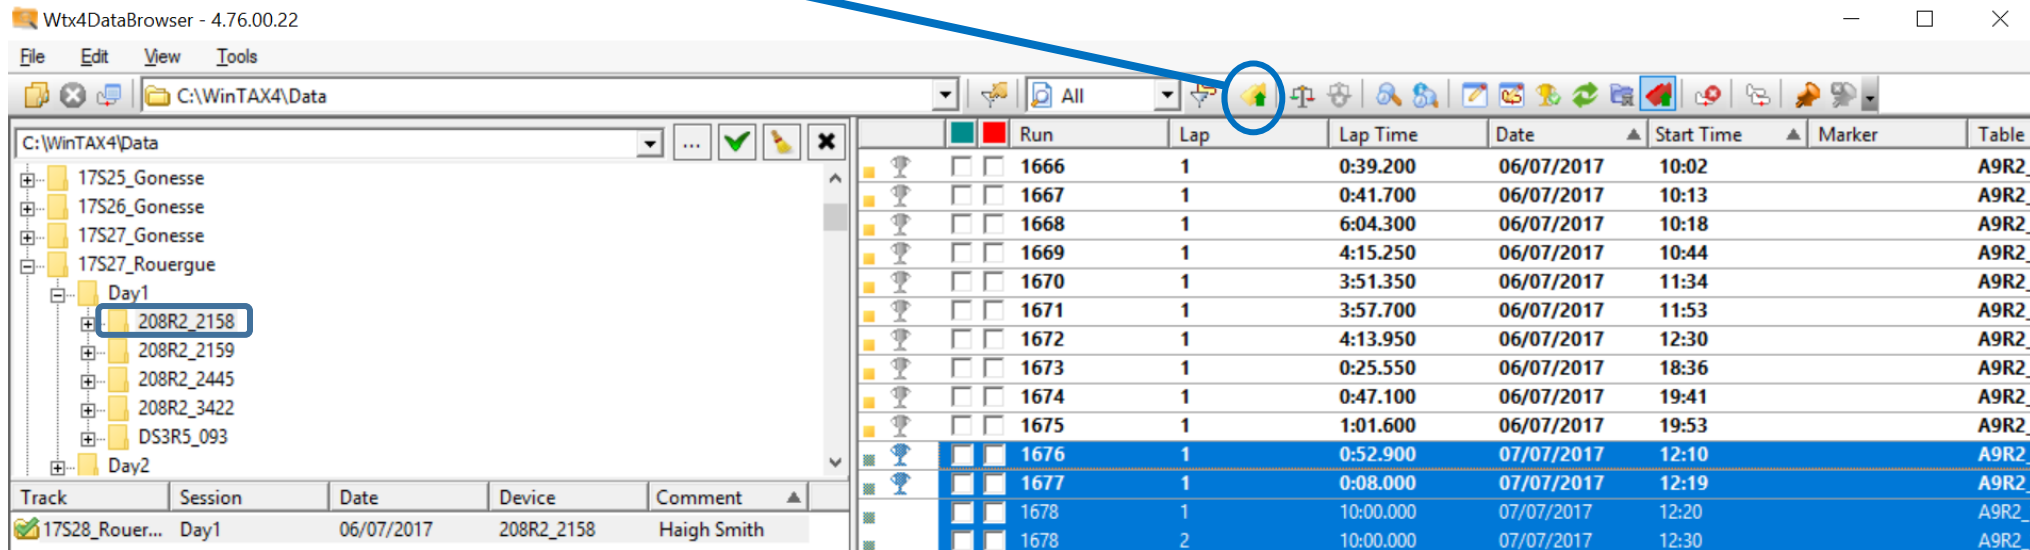 Wtx4DataBrowser - 4.76.00.22
File Edit View Tools
C:\WinTAX4\Data All
C:\WinTAX4\Data ...
17S25_Gonesse
17S26_Gonesse
17S27_Gonesse
17S27_Rouergue
Day1
208R2_2158
208R2_2159
208R2_2445
208R2_3422
DS3R5_093
Day2
Track Session Date Device Comment
17S28_Rouer... Day1 06/07/2017 208R2_2158 Haigh Smith
Run Lap Lap Time Date Start Time Marker Table
1666 1 0:39.200 06/07/2017 10:02 A9R2_
1667 1 0:41.700 06/07/2017 10:13 A9R2_
1668 1 6:04.300 06/07/2017 10:18 A9R2_
1669 1 4:15.250 06/07/2017 10:44 A9R2_
1670 1 3:51.350 06/07/2017 11:34 A9R2_
1671 1 3:57.700 06/07/2017 11:53 A9R2_
1672 1 4:13.950 06/07/2017 12:30 A9R2_
1673 1 0:25.550 06/07/2017 18:36 A9R2_
1674 1 0:47.100 06/07/2017 19:41 A9R2_
1675 1 1:01.600 06/07/2017 19:53 A9R2_
1676 1 0:52.900 07/07/2017 12:10 A9R2_
1677 1 0:08.000 07/07/2017 12:19 A9R2_
1678 1 10:00.000 07/07/2017 12:20 A9R2_
1678 2 10:00.000 07/07/2017 12:30 A9R2_